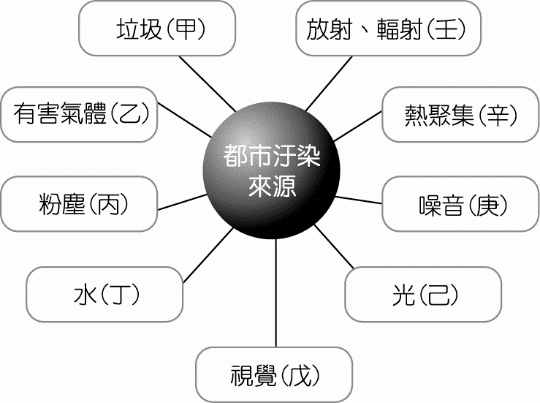 垃圾(甲)
放射、輻射(壬)
有害氣體(乙)
熱聚集(辛)
都市汙染
來源
粉塵(丙)
噪音(庚)
水(丁)
光(己)
視覺(戊)